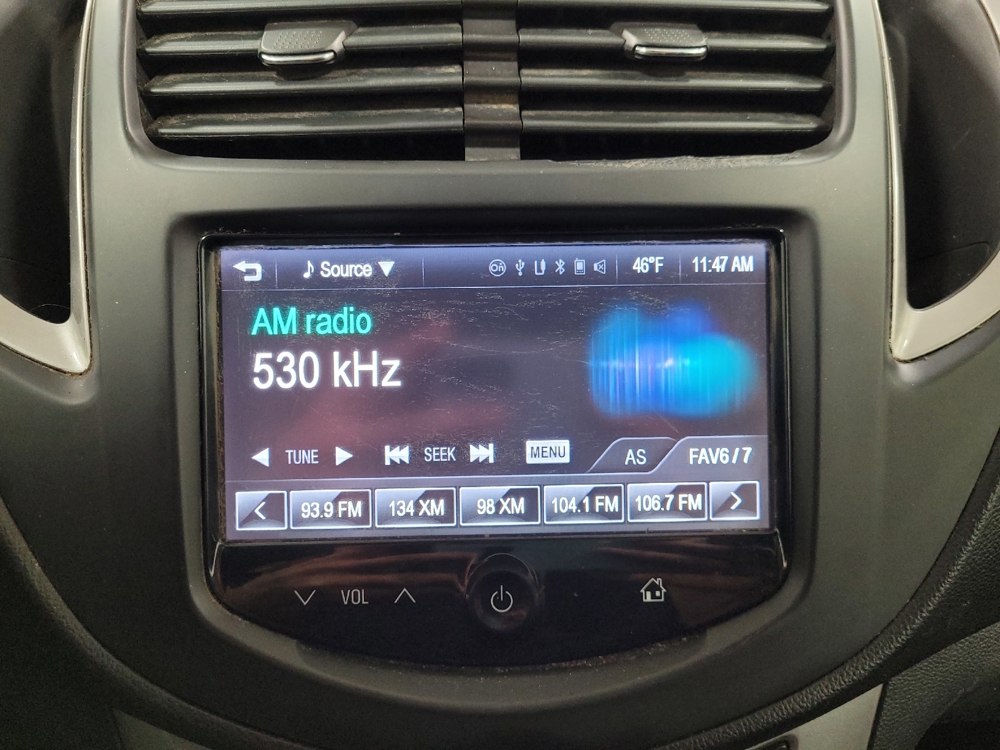 Source 46°F 11:47 AM
AM radio
530 kHz
TUNE SEEK MENU AS FAV6 / 7
93.9 FM 134 XM 98 XM 104.1 FM 106.7 FM
VOL